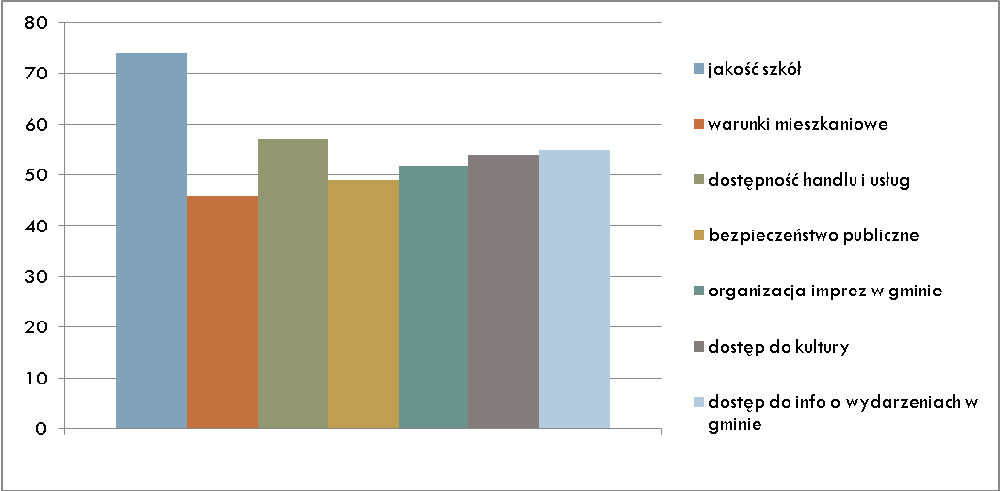 80
70
60
50
40
30
20
10
0
jakość szkół
warunki mieszkaniowe
dostępność handlu i usług
bezpieczeństwo publiczne
organizacja imprez w gminie
dostęp do kultury
dostęp do info o wydarzeniach w
gminie